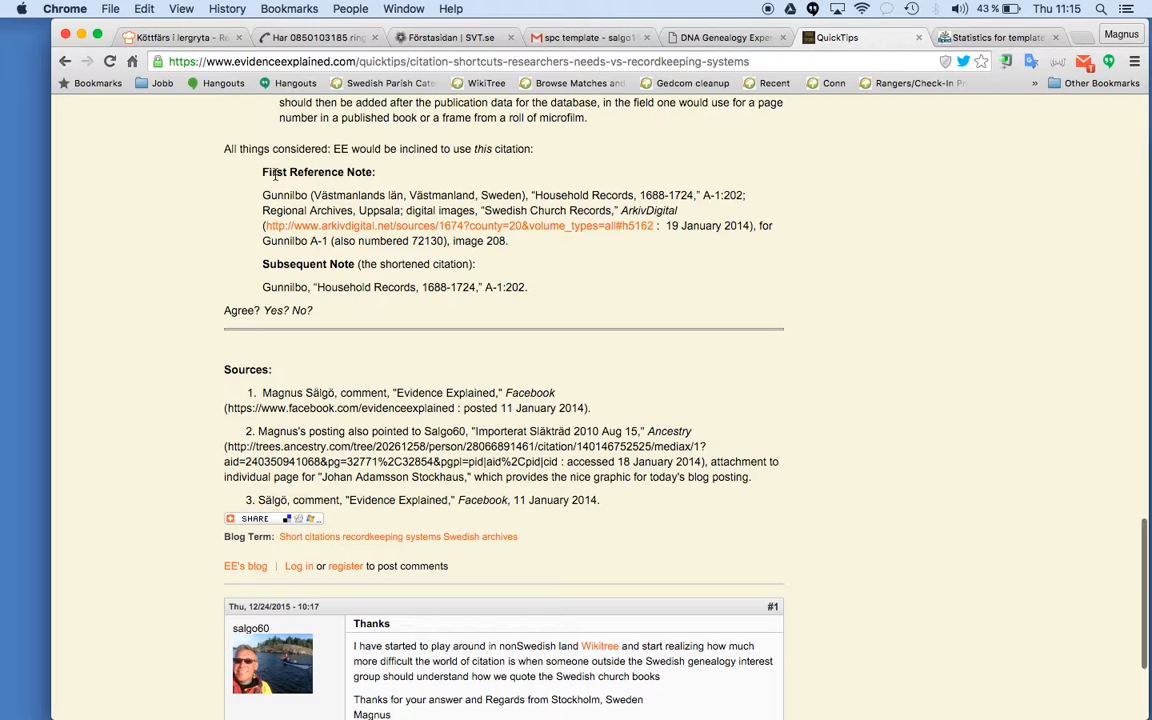 Chrome File Edit View History Bookmarks People Window Help 43 % Thu 11:15
Köttfärs i lergryta - Re Har 0850103185 ring Förstasidan | SVT.se spc template - salgo1 DNA Genealogy Expe QuickTips Statistics for template Magnus
https://www.evidenceexplained.com/quicktips/citation-shortcuts-researchers-needs-vs-recordkeeping-systems
Bookmarks Jobb Hangouts Hangouts Swedish Parish Cate WikiTree Browse Matches and Gedcom cleanup Recent Conn Rangers/Check-In Pr » Other Bookmarks
should then be added after the publication data for the database, in the field one would use for a page
number in a published book or a frame from a roll of microfilm.
All things considered: EE would be inclined to use this citation:
First Reference Note:
Gunnilbo (Västmanlands län, Västmanland, Sweden), “Household Records, 1688-1724,” A-1:202;
Regional Archives, Uppsala; digital images, “Swedish Church Records,” ArkivDigital
(http://www.arkivdigital.net/sources/1674?county=20&volume_types=all#h5162 : 19 January 2014), for
Gunnilbo A-1 (also numbered 72130), image 208.
Subsequent Note (the shortened citation):
Gunnilbo, “Household Records, 1688-1724,” A-1:202.
Agree? Yes? No?
Sources:
1. Magnus Sälgö, comment, "Evidence Explained," Facebook
(https://www.facebook.com/evidenceexplained : posted 11 January 2014).
2. Magnus's posting also pointed to Salgo60, "Importerat Släkträd 2010 Aug 15," Ancestry
(http://trees.ancestry.com/tree/20261258/person/28066891461/citation/140146752525/mediax/1?
aid=240350941068&pg=32771%2C32854&pgpl=pid|aid%2Cpid|cid : accessed 18 January 2014), attachment to
individual page for "Johan Adamsson Stockhaus," which provides the nice graphic for today's blog posting.
3. Sälgö, comment, "Evidence Explained," Facebook, 11 January 2014.
SHARE
Blog Term: Short citations recordkeeping systems Swedish archives
EE's blog | Log in or register to post comments
Thu, 12/24/2015 - 10:17 #1
salgo60 Thanks
I have started to play around in nonSwedish land Wikitree and start realizing how much
more difficult the world of citation is when someone outside the Swedish genealogy interest
group should understand how we quote the Swedish church books
Thanks for your answer and Regards from Stockholm, Sweden
Magnus